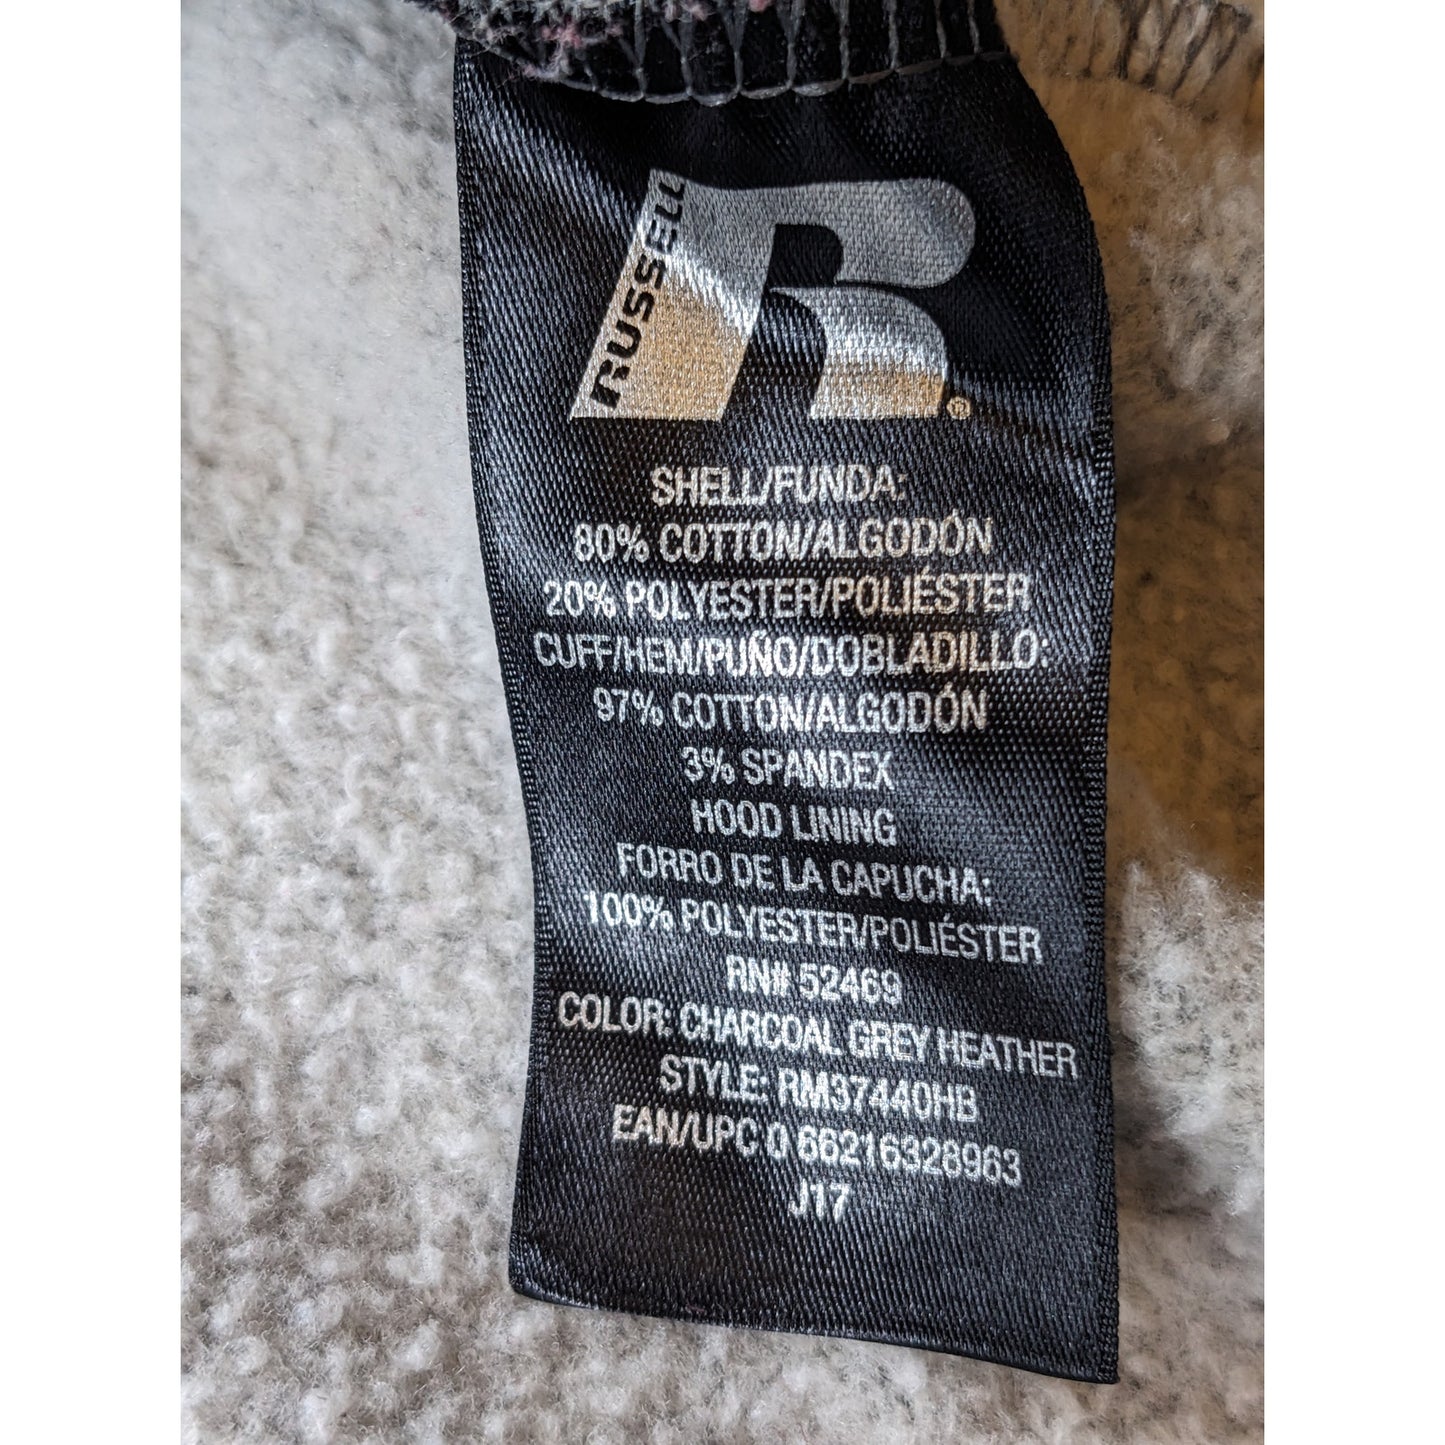 RUSSELL
R®
SHELL/FUNDA:
80% COTTON/ALGODÓN
20% POLYESTER/POLIÉSTER
CUFF/HEM/PUÑO/DOBLADILLO:
97% COTTON/ALGODÓN
3% SPANDEX
HOOD LINING
FORRO DE LA CAPUCHA:
100% POLYESTER/POLIÉSTER
RN# 52469
COLOR: CHARCOAL GREY HEATHER
STYLE: RM37440HB
EAN/UPC 0 66216328963
J17